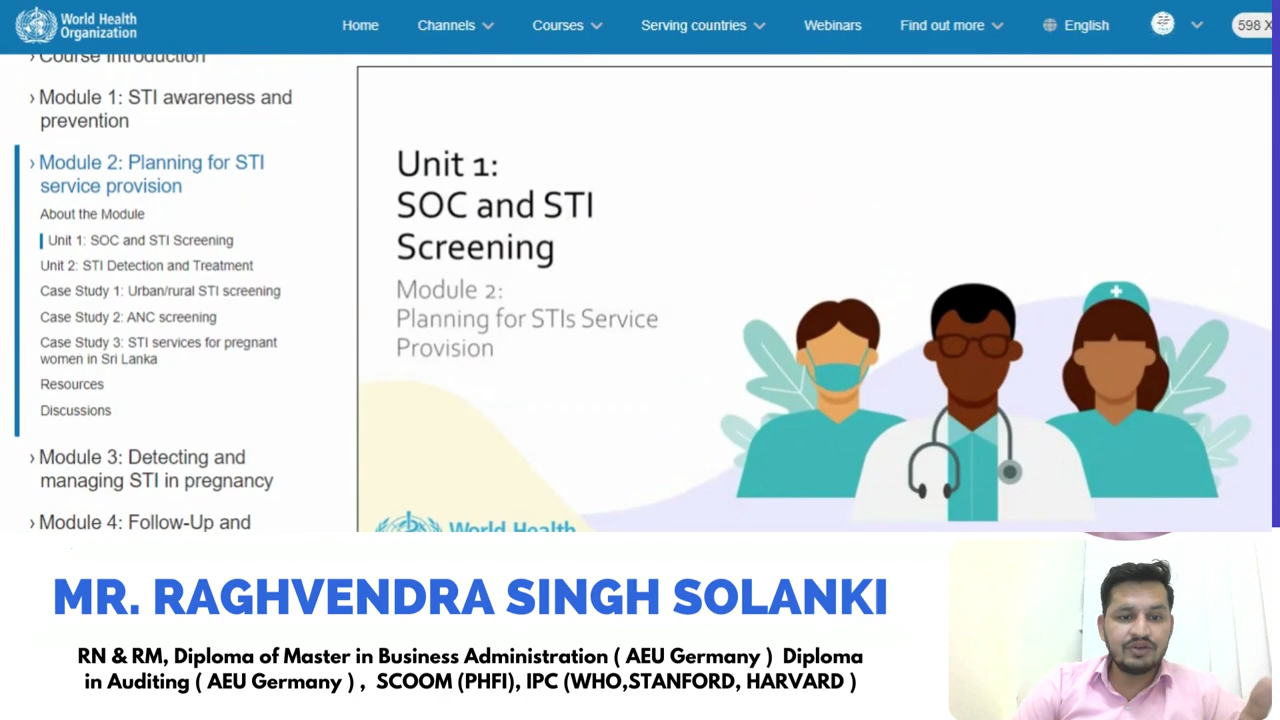 World Health
Organization
Home
Channels
Courses
Serving countries
Webinars
Find out more
English
598 X
Course Introduction
Module 1: STI awareness and
prevention
Module 2: Planning for STI
service provision
About the Module
Unit 1: SOC and STI Screening
Unit 2: STI Detection and Treatment
Case Study 1: Urban/rural STI screening
Case Study 2: ANC screening
Case Study 3: STI services for pregnant
women in Sri Lanka
Resources
Discussions
Module 3: Detecting and
managing STI in pregnancy
Module 4: Follow-Up and
Unit 1:
SOC and STI
Screening
Module 2:
Planning for STIs Service
Provision
World Health
MR. RAGHVENDRA SINGH SOLANKI
RN & RM, Diploma of Master in Business Administration ( AEU Germany ) Diploma
in Auditing ( AEU Germany ) , SCOOM (PHFI), IPC (WHO,STANFORD, HARVARD )